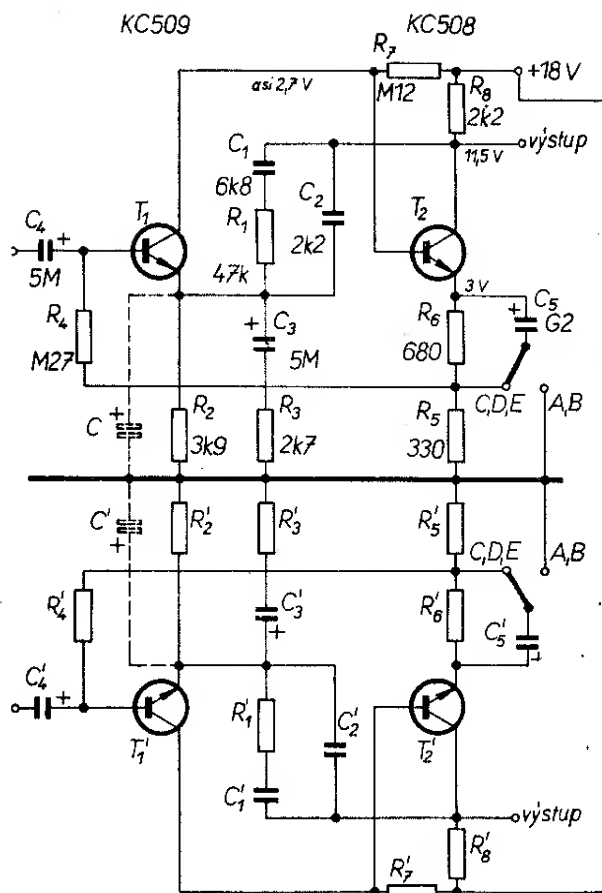 KC509 KC508
R7
M12
+18V
asi 2,7 V
R8
2k2
C1
6k8
11,5 V
výstup
C2
2k2
T1
T2
R1
47k
C4
5M
3V
C5
G2
R4
M27
C3
5M
R6
680
C,D,E
A,B
C
R2
3k9
R3
2k7
R5
330
C'
R'2
R'3
R'5
C,D,E
A,B
R'4
C'3
R'6
C'5
C'4
R'1
C'2
T'1
T'2
C'1
výstup
R'7
R'8